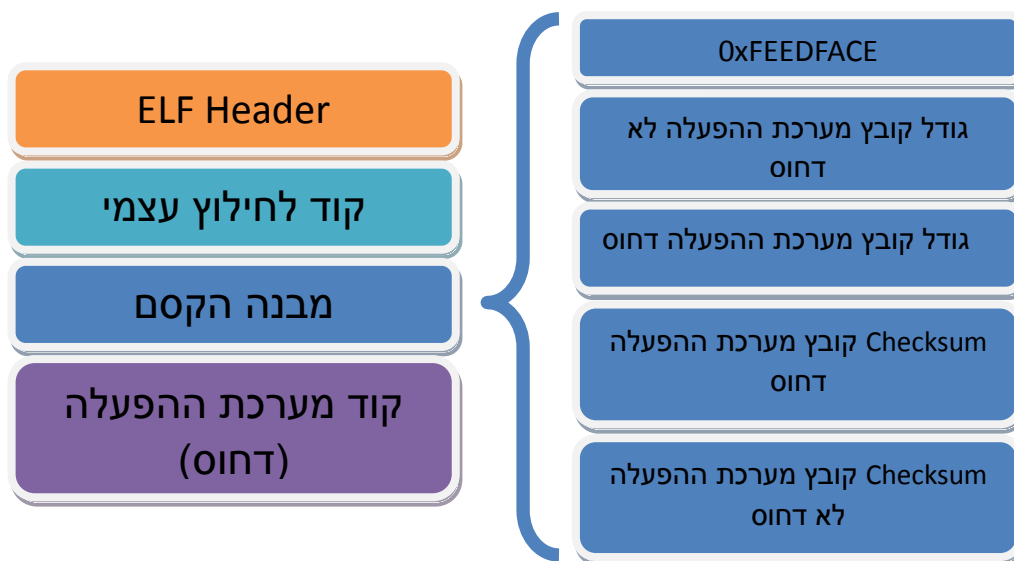 ELF Header
קוד לחילוץ עצמי
מבנה הקסם
קוד מערכת ההפעלה
(דחוס)
0xFEEDFACE
גודל קובץ מערכת ההפעלה לא
דחוס
גודל קובץ מערכת ההפעלה דחוס
Checksum קובץ מערכת ההפעלה
דחוס
Checksum קובץ מערכת ההפעלה
לא דחוס